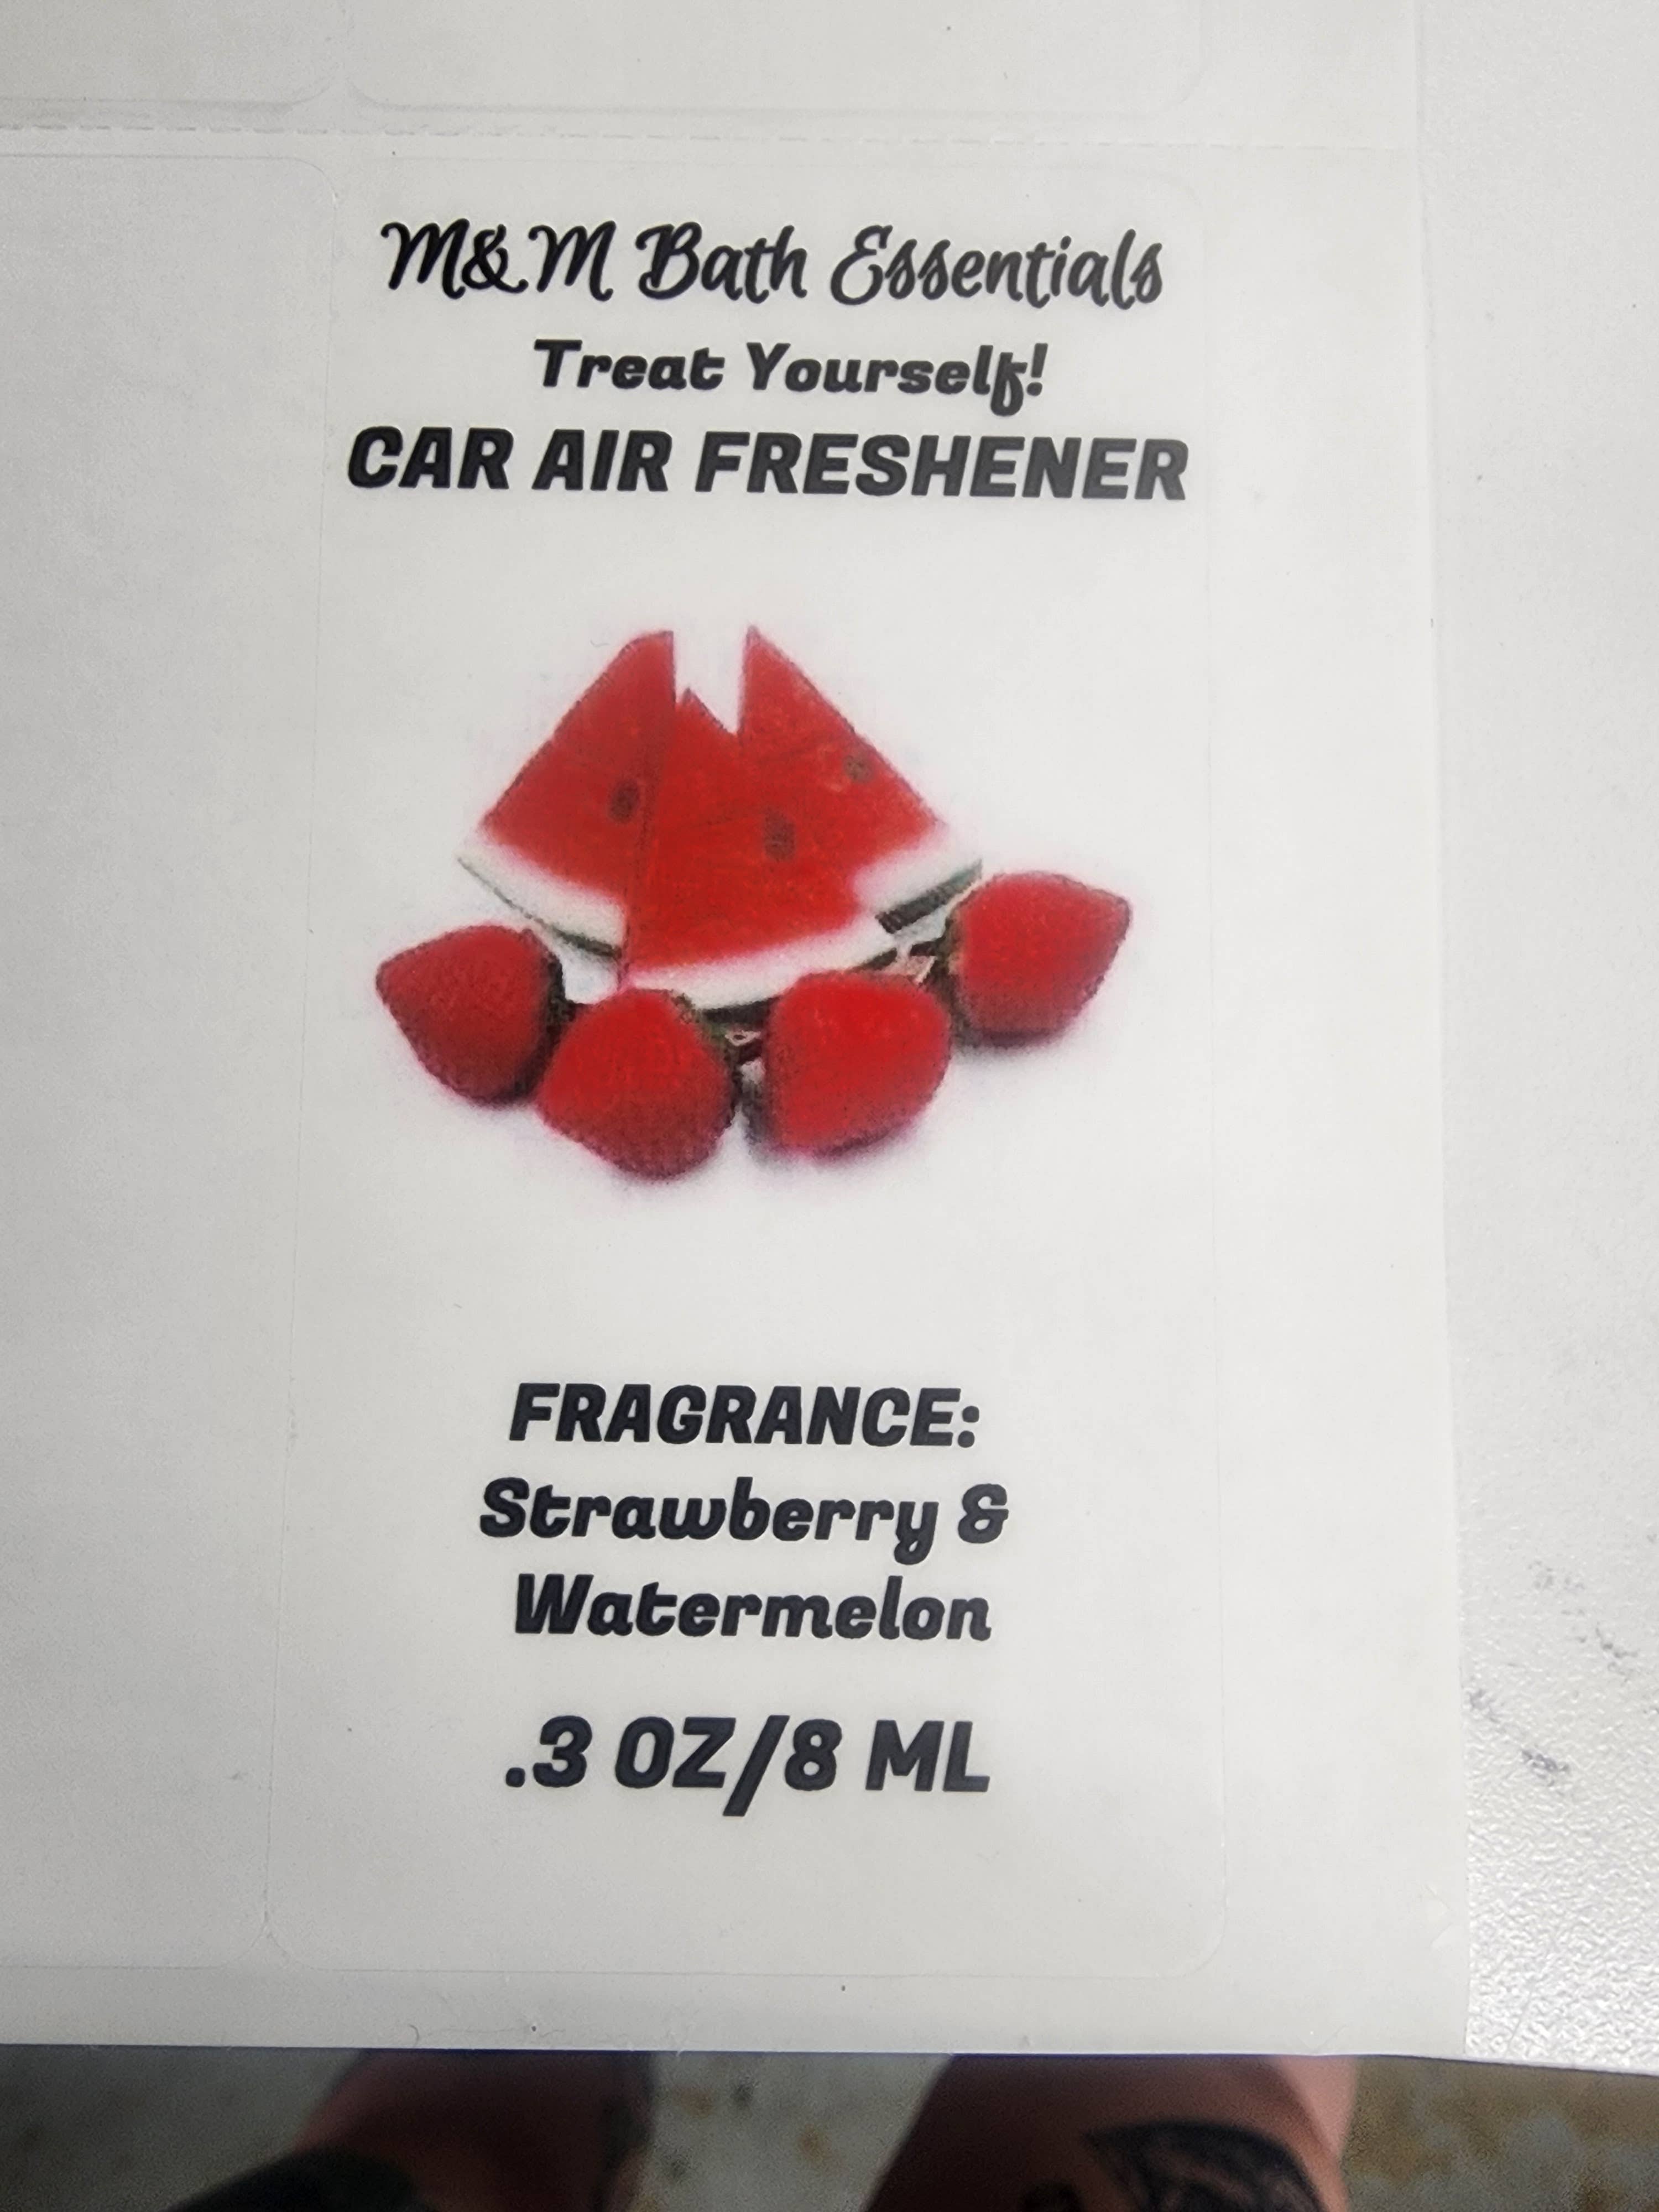 M&M Bath Essentials
Treat Yourself!
CAR AIR FRESHENER
FRAGRANCE:
Strawberry &
Watermelon
.3 OZ/8 ML